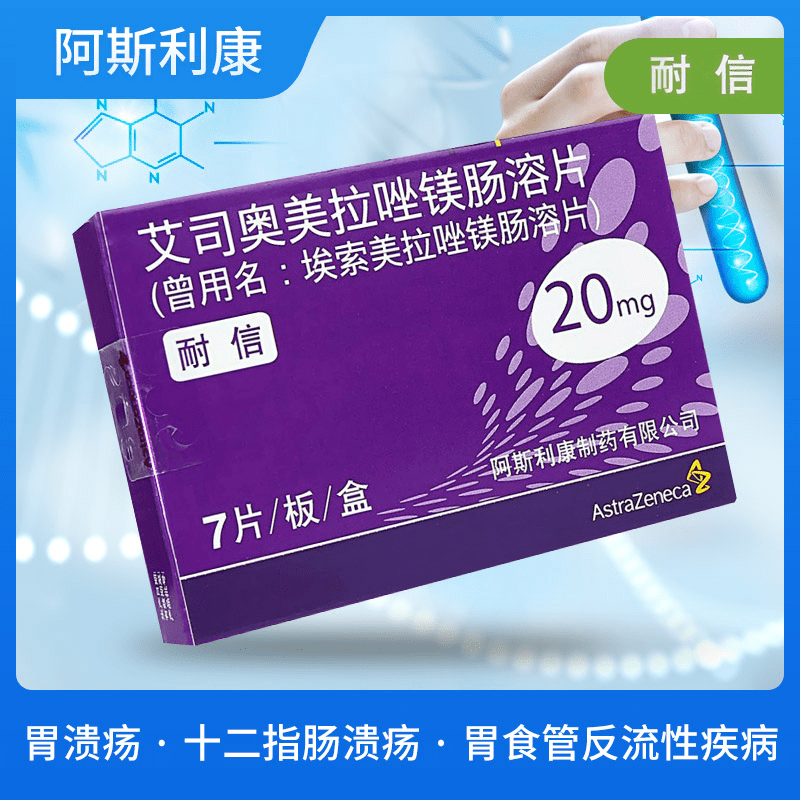 阿斯利康
耐信
艾司奥美拉唑镁肠溶片
(曾用名：埃索美拉唑镁肠溶片)
耐信
20mg
阿斯利康制药有限公司
7片/板/盒
AstraZeneca
胃溃疡 · 十二指肠溃疡 · 胃食管反流性疾病